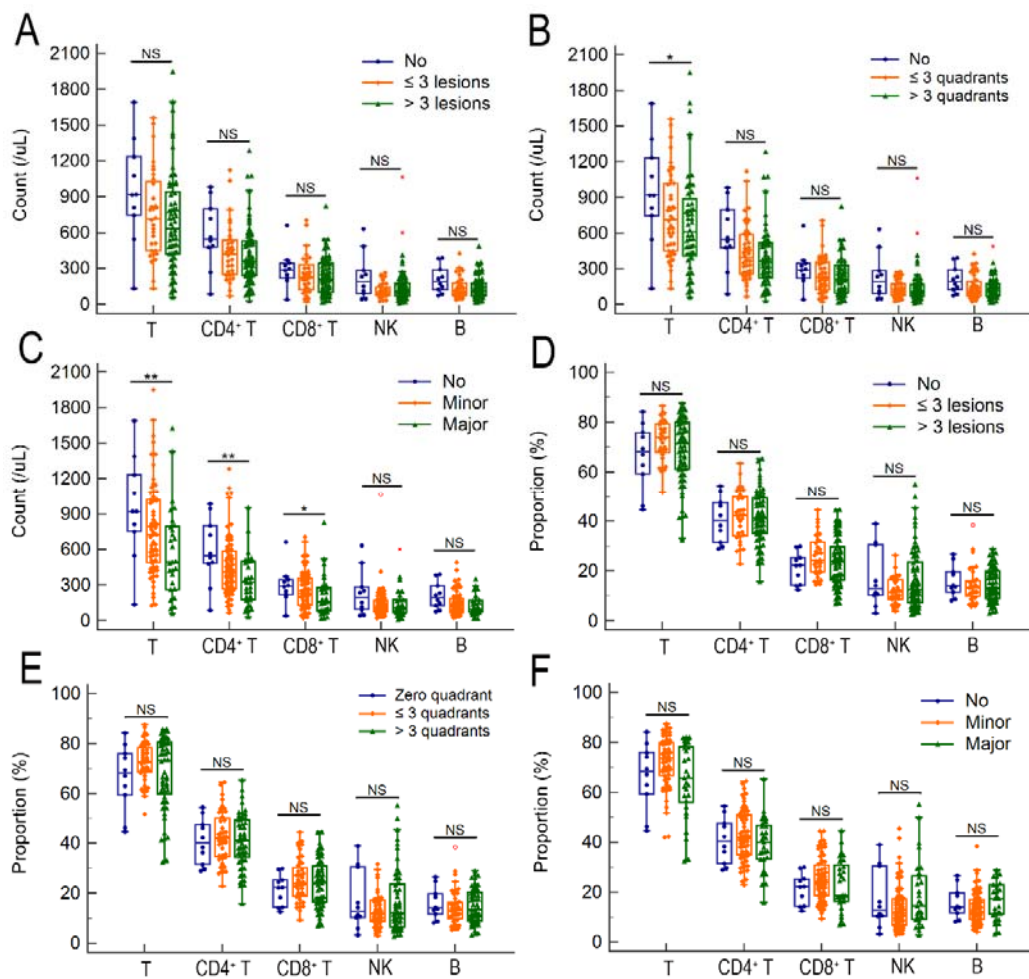 A
Count (/uL)
2100
1800
1500
1200
900
600
300
0
NS
NS
NS
NS
NS
No
≤ 3 lesions
> 3 lesions
T
CD4+ T
CD8+ T
NK
B
B
Count (/uL)
2100
1800
1500
1200
900
600
300
0
*
NS
NS
NS
NS
No
≤ 3 quadrants
> 3 quadrants
T
CD4+ T
CD8+ T
NK
B
C
Count (/uL)
2100
1800
1500
1200
900
600
300
0
**
**
*
NS
NS
No
Minor
Major
T
CD4+ T
CD8+ T
NK
B
D
Proportion (%)
100
80
60
40
20
0
NS
NS
NS
NS
NS
No
≤ 3 lesions
> 3 lesions
T
CD4+ T
CD8+ T
NK
B
E
Proportion (%)
100
80
60
40
20
0
NS
NS
NS
NS
NS
Zero quadrant
≤ 3 quadrants
> 3 quadrants
T
CD4+ T
CD8+ T
NK
B
F
Proportion (%)
100
80
60
40
20
0
NS
NS
NS
NS
NS
No
Minor
Major
T
CD4+ T
CD8+ T
NK
B